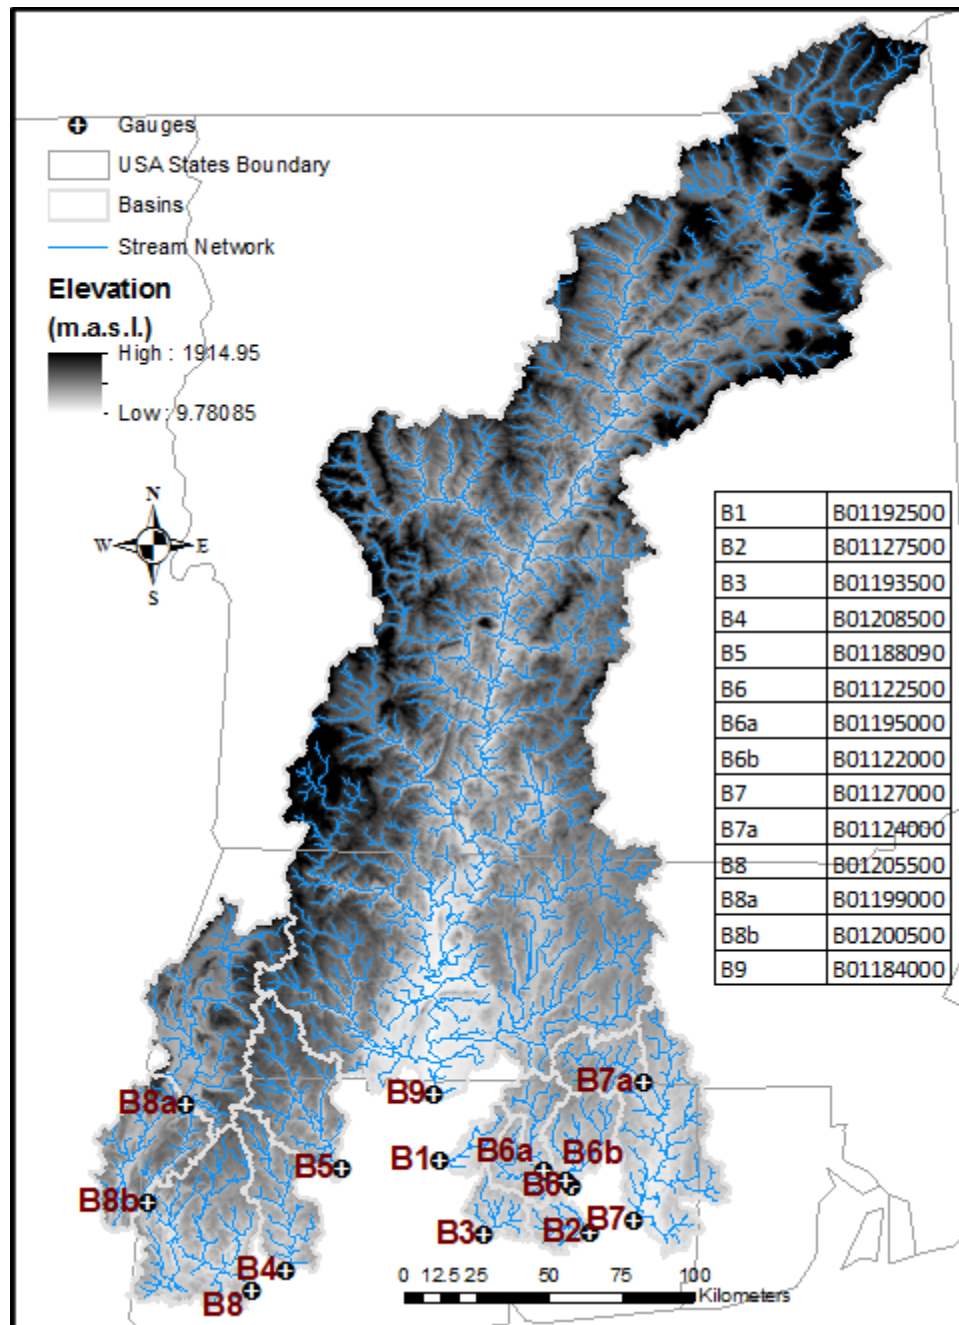 Gauges
USA States Boundary
Basins
Stream Network
Elevation
(m.a.s.l.)
High : 1914.95
Low : 9.78085
N
W E
S
B1 B01192500
B2 B01127500
B3 B01193500
B4 B01208500
B5 B01188090
B6 B01122500
B6a B01195000
B6b B01122000
B7 B01127000
B7a B01124000
B8 B01205500
B8a B01199000
B8b B01200500
B9 B01184000
B7a
B9
B8a
B1
B6a
B6b
B5
B6
B8b
B7
B3
B2
B4
B8
0 12.5 25 50 75 100
Kilometers